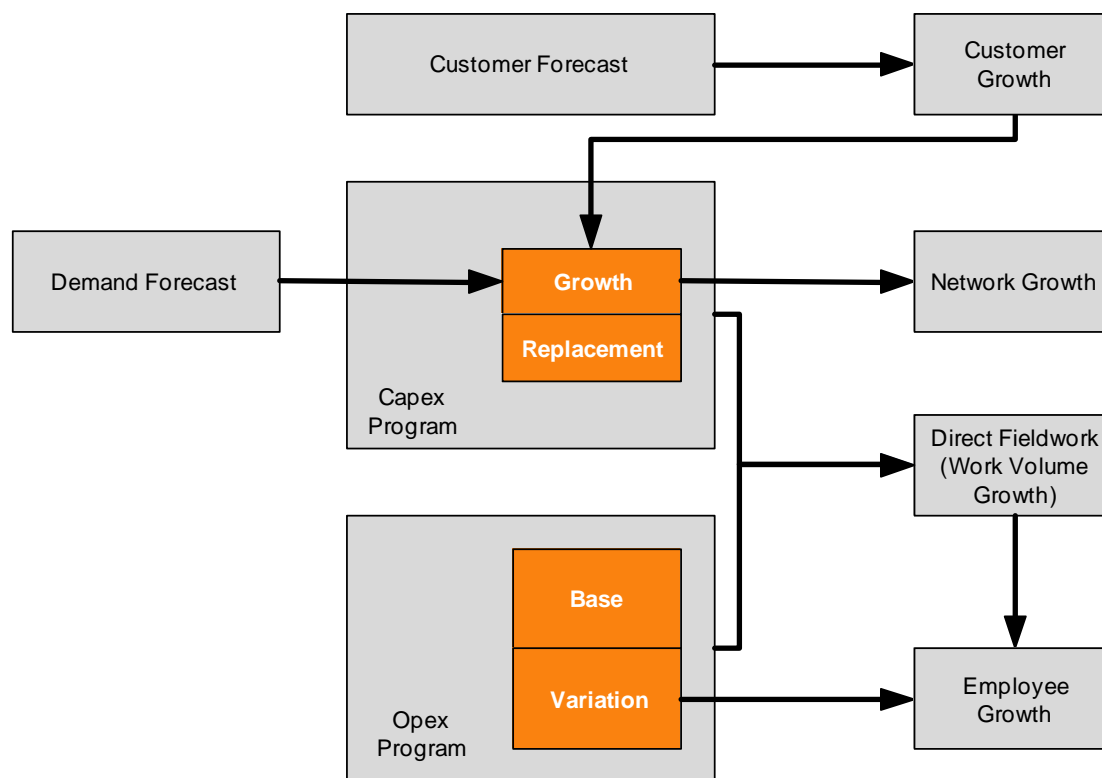 Customer Forecast
Customer
Growth
Demand Forecast
Growth
Replacement
Capex
Program
Network Growth
Direct Fieldwork
(Work Volume
Growth)
Base
Variation
Opex
Program
Employee
Growth